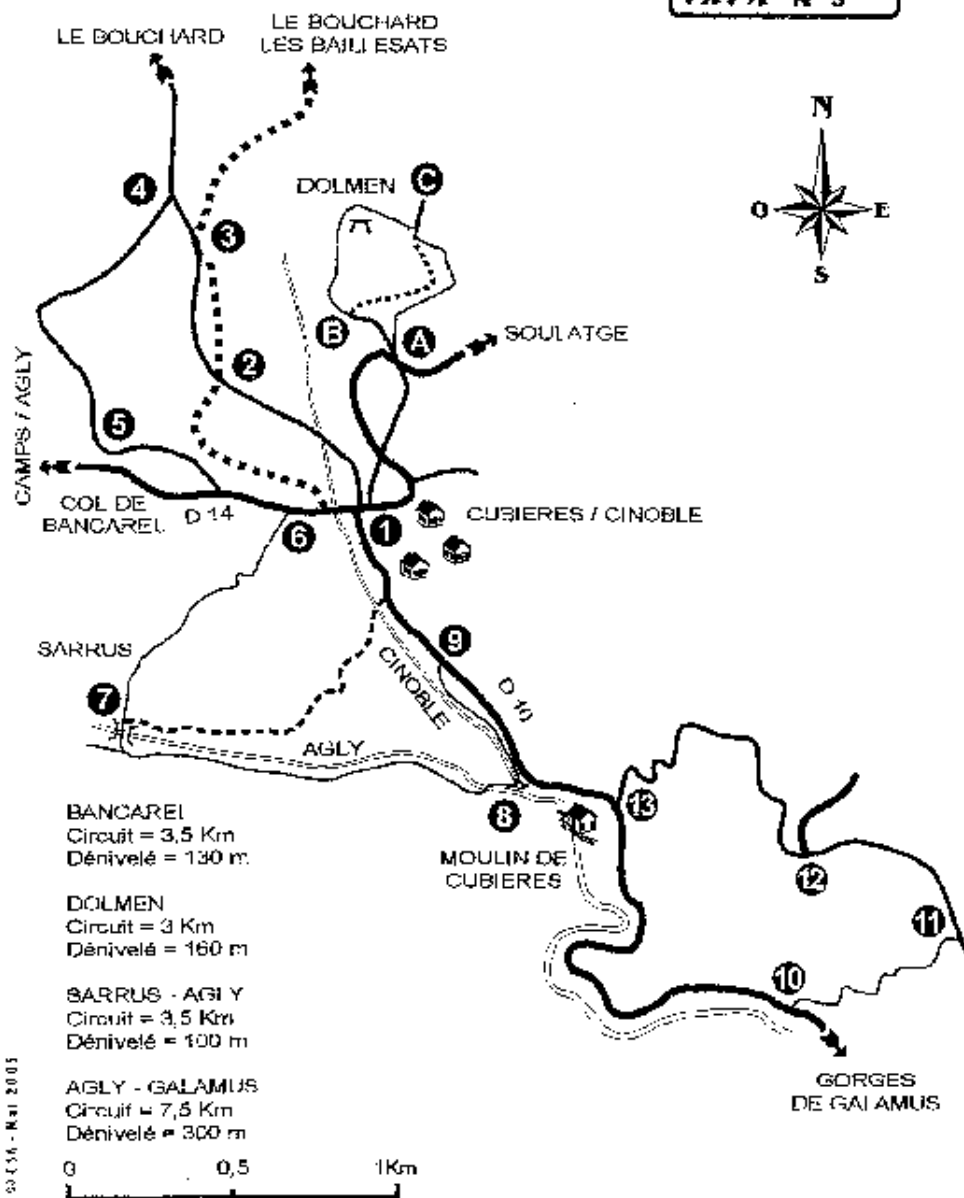 LE BOUCHARD
LE BOUCHARD
LES BAILLESATS
N
O
E
S
4
DOLMEN
C
3
B
A
SOULATGE
2
CAMPS / AGLY
5
COL DE
BANCAREL
D 14
6
1
CUBIERES / CINOBLE
SARRUS
7
CINOBLE
9
D 10
AGLY
8
13
MOULIN DE
CUBIERES
12
11
10
GORGES
DE GALAMUS
BANCAREL
Circuit = 3,5 Km
Dénivelé = 130 m
DOLMEN
Circuit = 3 Km
Dénivelé = 160 m
SARRUS - AGLY
Circuit = 3,5 Km
Dénivelé = 100 m
AGLY - GALAMUS
Circuit = 7,5 Km
Dénivelé = 300 m
0
0,5
1Km
Mai 2005